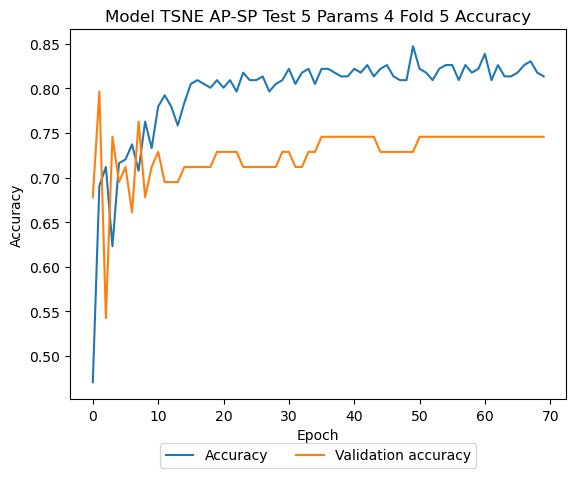 Model TSNE AP-SP Test 5 Params 4 Fold 5 Accuracy
0.85
0.80
0.75
0.70
0.65
0.60
0.55
0.50
Accuracy
0 10 20 30 40 50 60 70
Epoch
Accuracy Validation accuracy